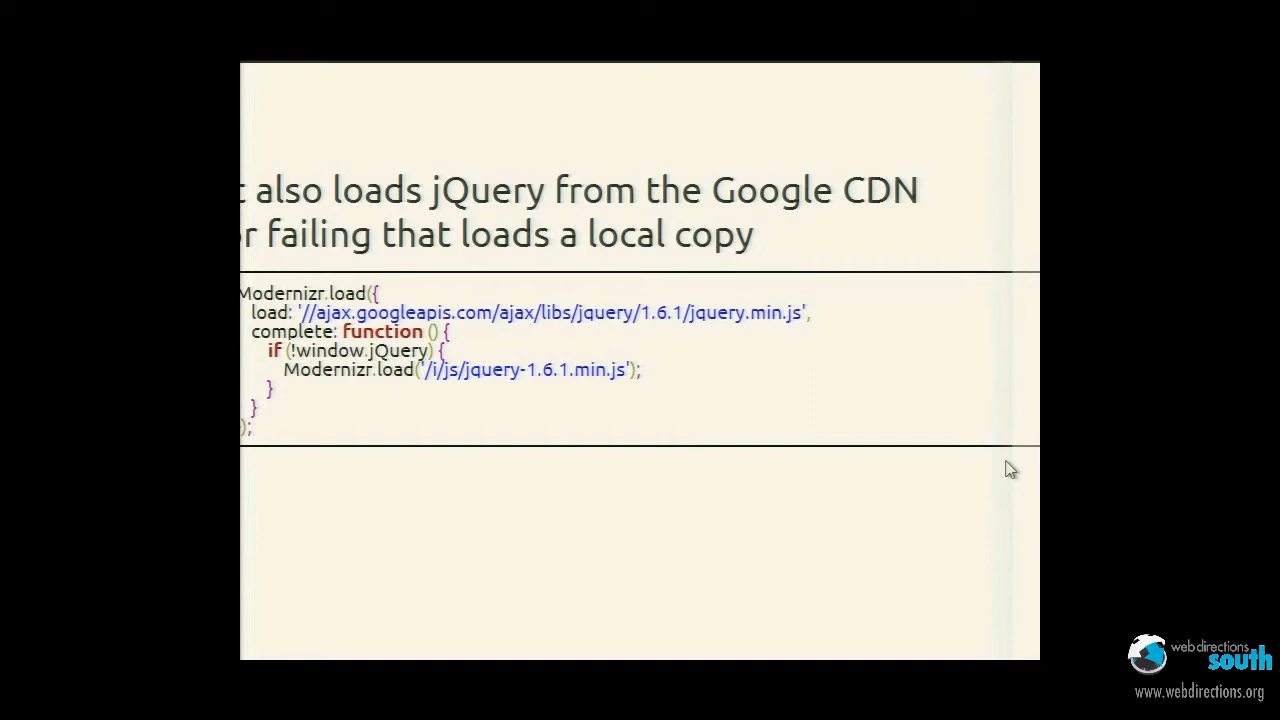 t also loads jQuery from the Google CDN
or failing that loads a local copy
Modernizr.load({
load: '//ajax.googleapis.com/ajax/libs/jquery/1.6.1/jquery.min.js',
complete: function () {
if (!window.jQuery) {
Modernizr.load('/i/js/jquery-1.6.1.min.js');
}
}
);
web directions
south
www.webdirections.org